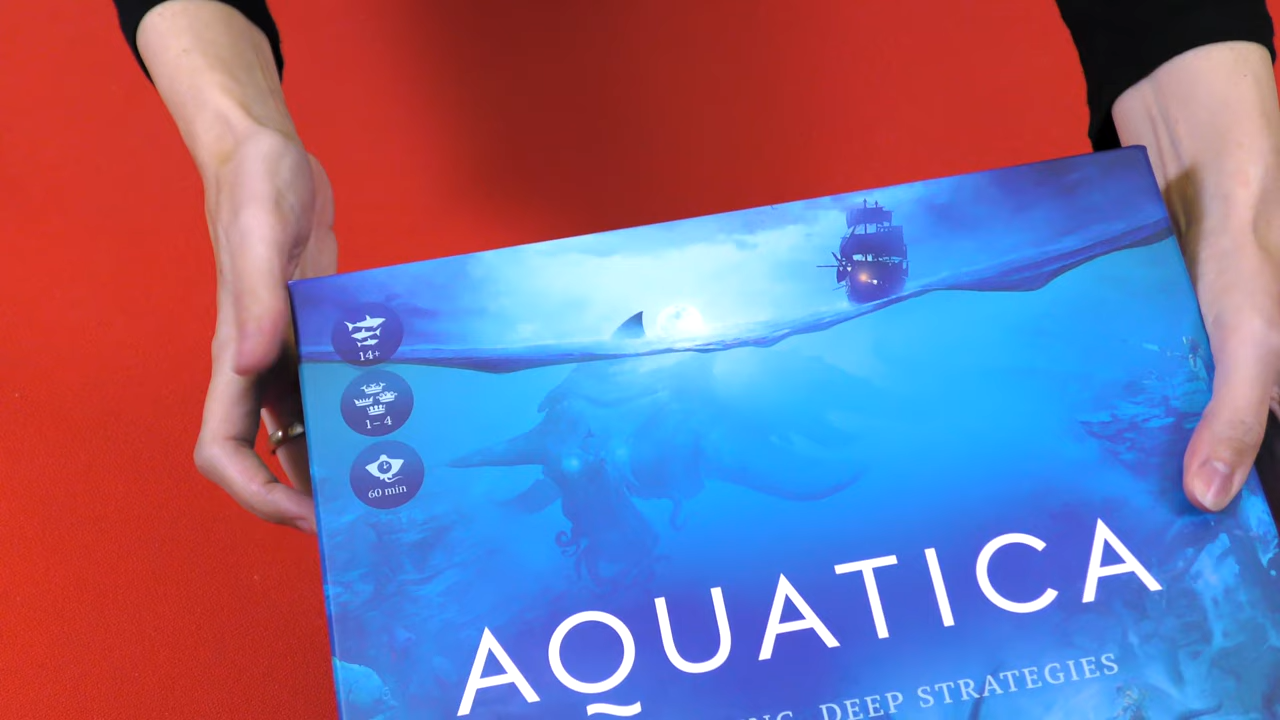 14+
1–4
60 min
AQUATICA
DEEP STRATEGIES